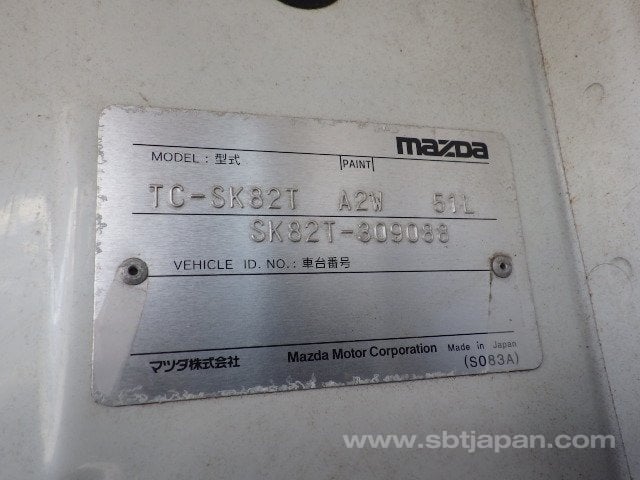 mazda
MODEL : 型式 PAINT
TC-SK82T A2W 51L
SK82T-309088
VEHICLE ID. NO. : 車台番号
マツダ株式会社 Mazda Motor Corporation Made in Japan
(S083A)
www.sbtjapan.com